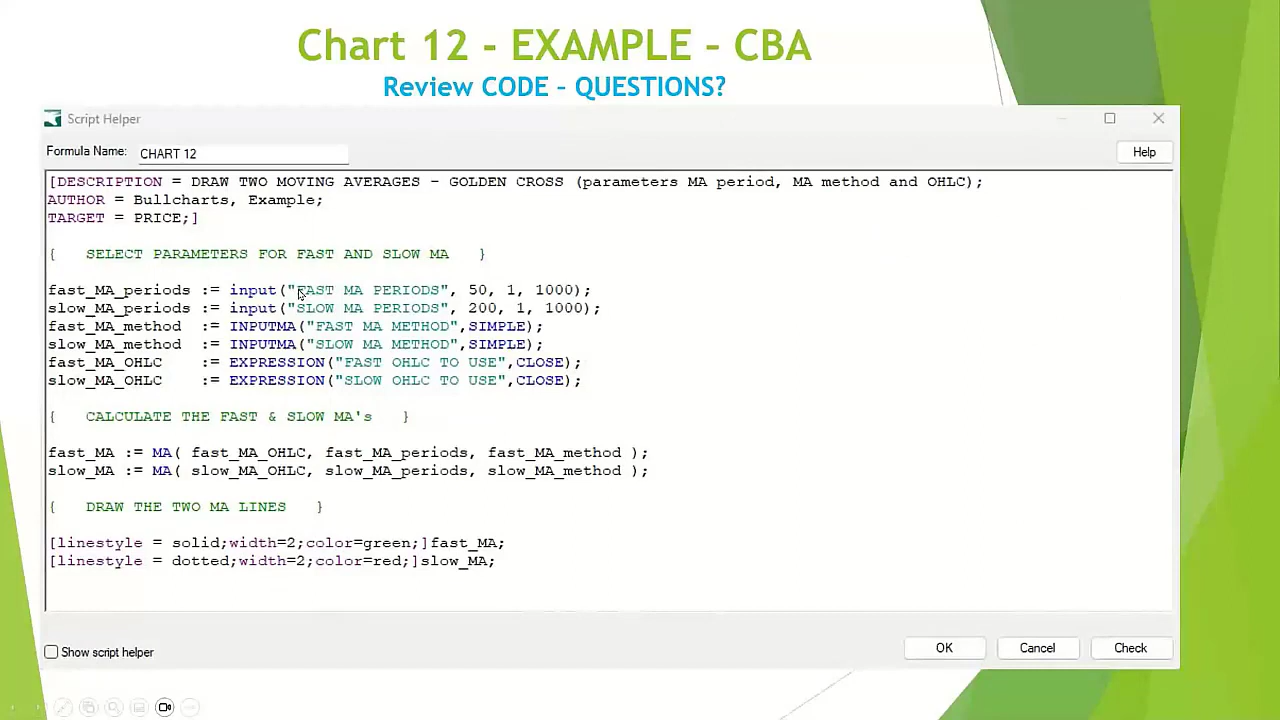 Chart 12 - EXAMPLE – CBA
Review CODE – QUESTIONS?
Script Helper
Formula Name: CHART 12
Help
[DESCRIPTION = DRAW TWO MOVING AVERAGES - GOLDEN CROSS (parameters MA period, MA method and OHLC);
AUTHOR = Bullcharts, Example;
TARGET = PRICE;]
{ SELECT PARAMETERS FOR FAST AND SLOW MA }
fast_MA_periods := input("FAST MA PERIODS", 50, 1, 1000);
slow_MA_periods := input("SLOW MA PERIODS", 200, 1, 1000);
fast_MA_method := INPUTMA("FAST MA METHOD",SIMPLE);
slow_MA_method := INPUTMA("SLOW MA METHOD",SIMPLE);
fast_MA_OHLC := EXPRESSION("FAST OHLC TO USE",CLOSE);
slow_MA_OHLC := EXPRESSION("SLOW OHLC TO USE",CLOSE);
{ CALCULATE THE FAST & SLOW MA's }
fast_MA := MA( fast_MA_OHLC, fast_MA_periods, fast_MA_method );
slow_MA := MA( slow_MA_OHLC, slow_MA_periods, slow_MA_method );
{ DRAW THE TWO MA LINES }
[linestyle = solid;width=2;color=green;]fast_MA;
[linestyle = dotted;width=2;color=red;]slow_MA;
Show script helper
OK
Cancel
Check